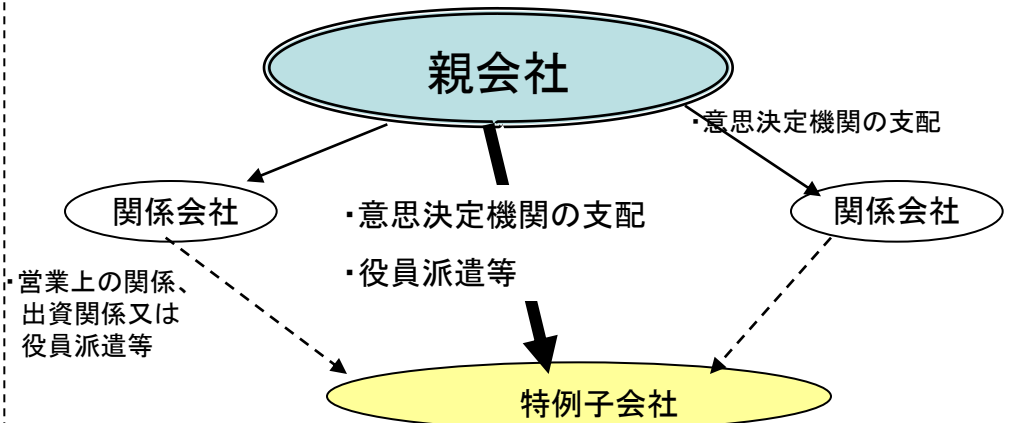 親会社
・意思決定機関の支配
関係会社
・意思決定機関の支配
・役員派遣等
関係会社
・営業上の関係、
出資関係又は
役員派遣等
特例子会社